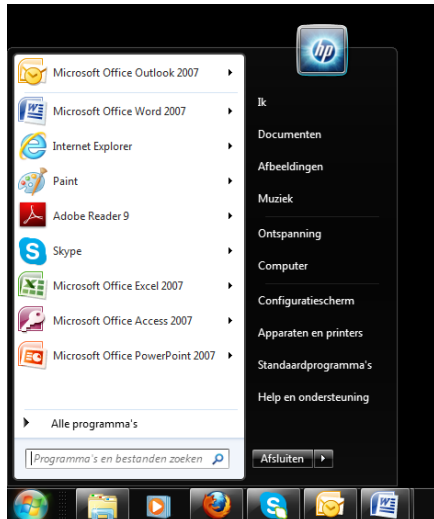 hp
Microsoft Office Outlook 2007
Microsoft Office Word 2007
Internet Explorer
Paint
Adobe Reader 9
Skype
Microsoft Office Excel 2007
Microsoft Office Access 2007
Microsoft Office PowerPoint 2007
Alle programma's
Programma's en bestanden zoeken
Ik
Documenten
Afbeeldingen
Muziek
Ontspanning
Computer
Configuratiescherm
Apparaten en printers
Standaardprogramma's
Help en ondersteuning
Afsluiten